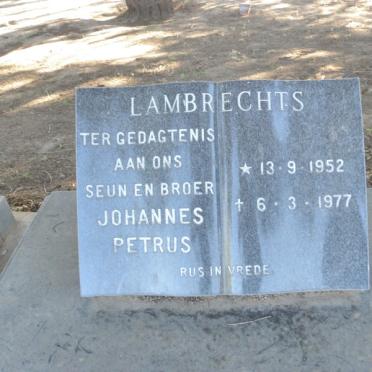 LAMBRECHTS
TER GEDAGTENIS
AAN ONS
SEUN EN BROER
JOHANNES
PETRUS
★ 13-9-1952
† 6-3-1977
RUS IN VREDE